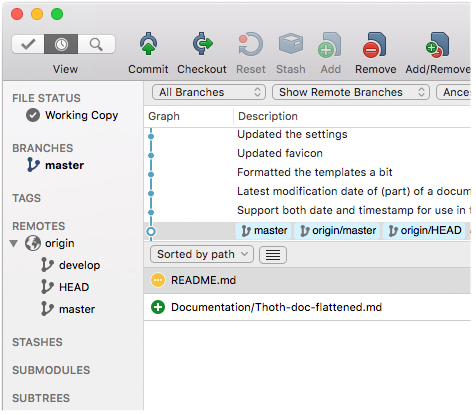 View
Commit
Checkout
Reset
Stash
Add
Remove
Add/Remove
FILE STATUS
Working Copy
BRANCHES
master
TAGS
REMOTES
origin
develop
HEAD
master
STASHES
SUBMODULES
SUBTREES
All Branches
Show Remote Branches
Ances
Graph
Description
Updated the settings
Updated favicon
Formatted the templates a bit
Latest modification date of (part) of a docum
Support both date and timestamp for use in t
master
origin/master
origin/HEAD
Sorted by path
README.md
Documentation/Thoth-doc-flattened.md